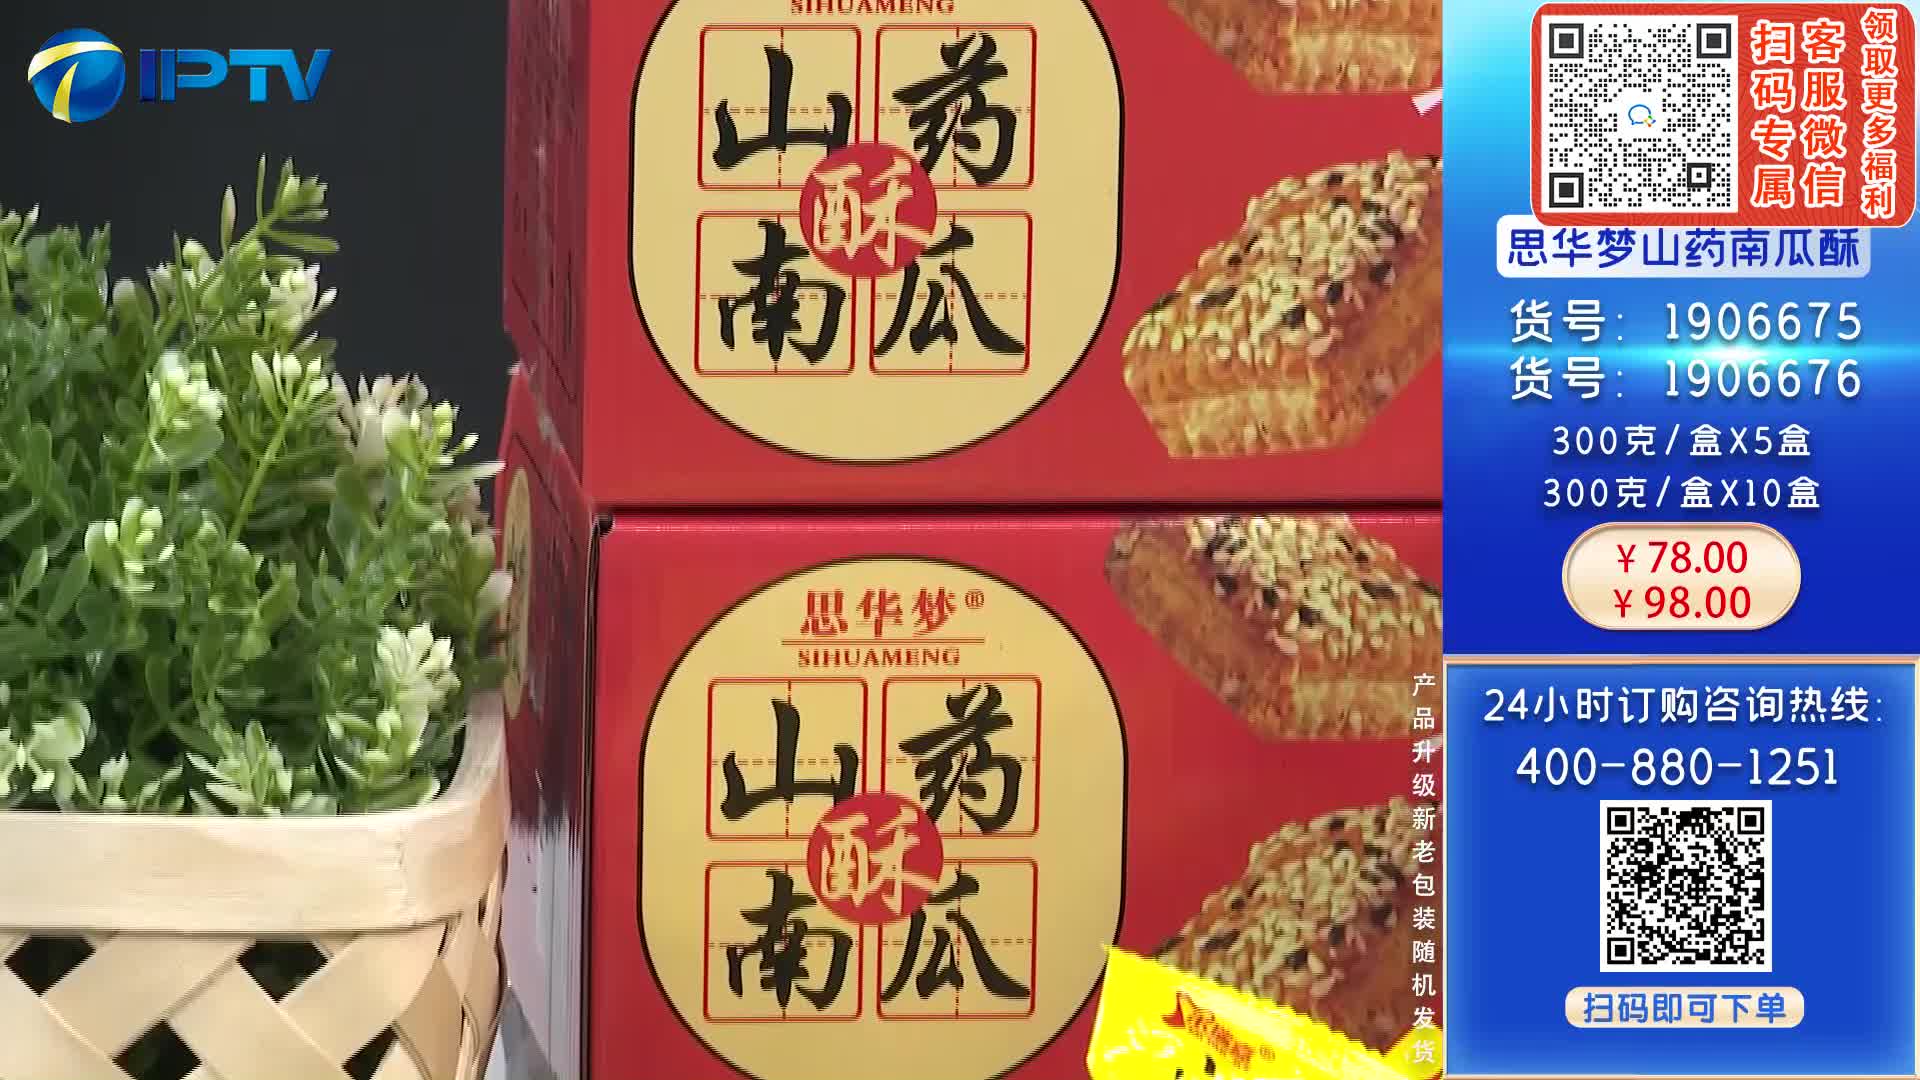 IPTV
SIHUAMENG
山药
酥
南瓜
思华梦®
SIHUAMENG
山药
酥
南瓜
产品升级新老包装随机发货
领取更多福利
客服微信
扫码专属
思华梦山药南瓜酥
货号: 1906675
货号: 1906676
300克/盒X5盒
300克/盒X10盒
¥78.00
¥98.00
24小时订购咨询热线:
400-880-1251
扫码即可下单